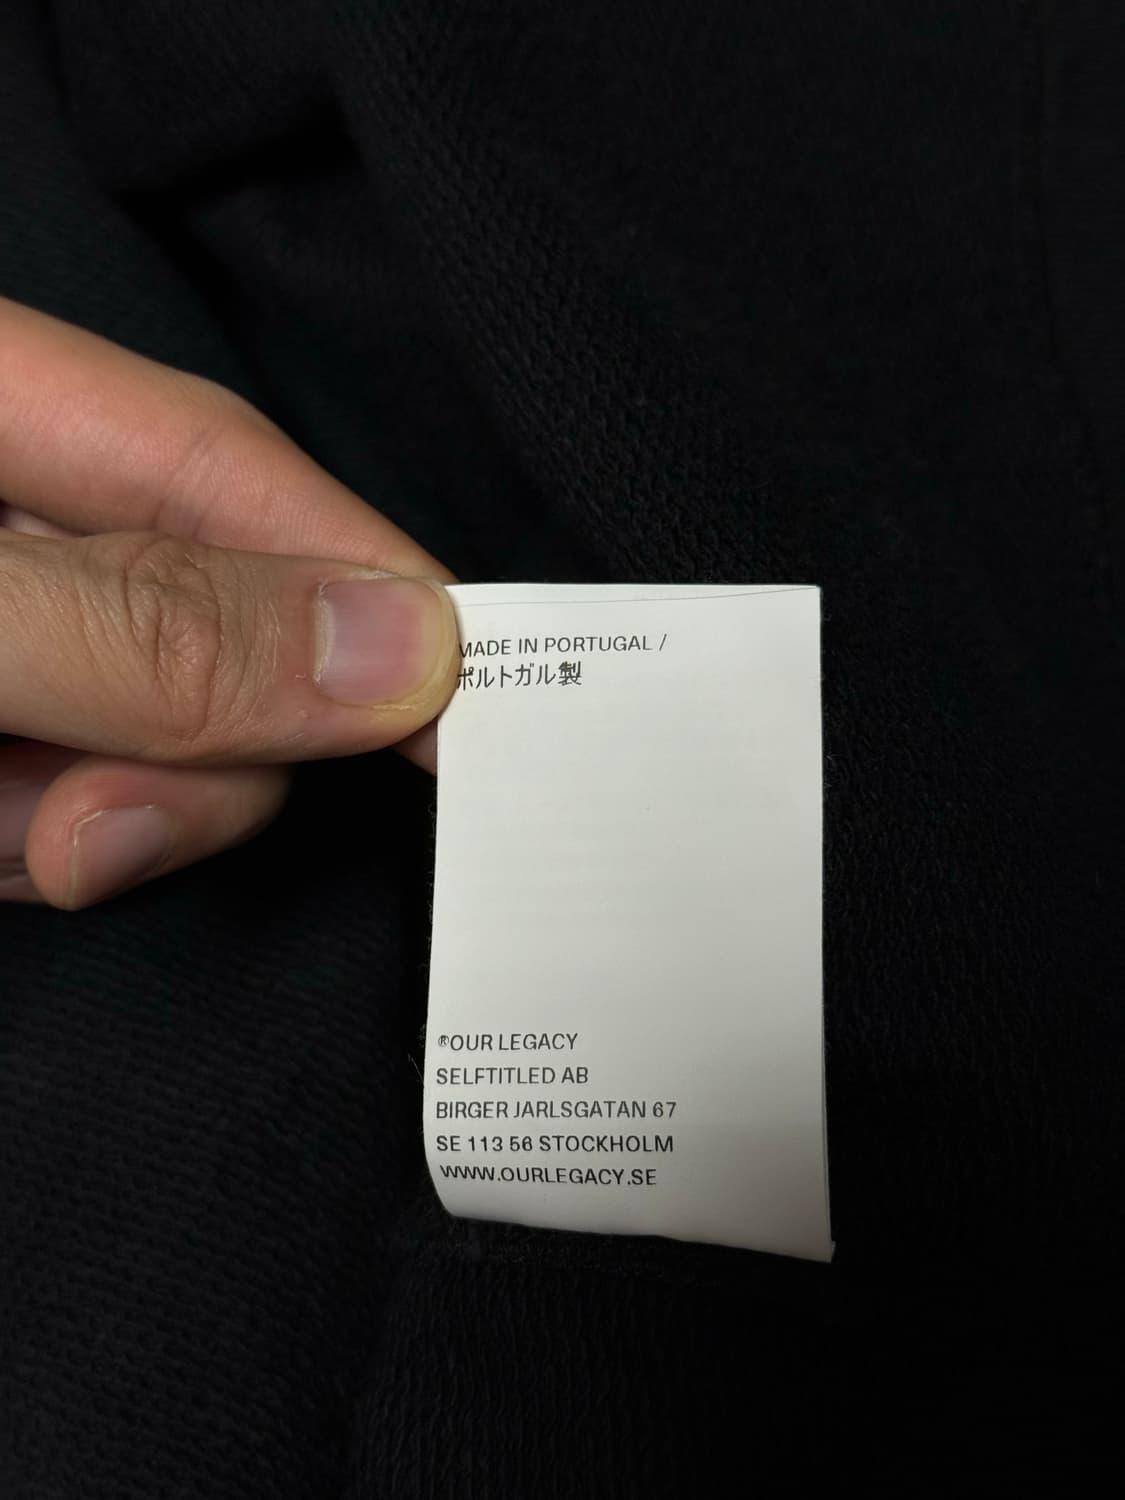 MADE IN PORTUGAL /
ポルトガル製
®OUR LEGACY
SELFTITLED AB
BIRGER JARLSGATAN 67
SE 113 56 STOCKHOLM
WWW.OURLEGACY.SE